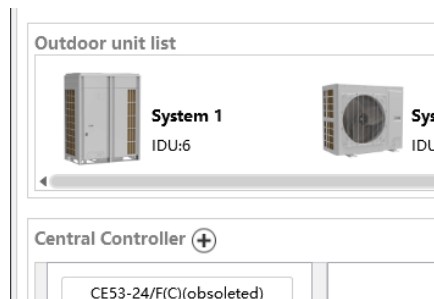 Outdoor unit list
System 1
IDU:6
Central Controller
CE53-24/F(C)(obsoleted)